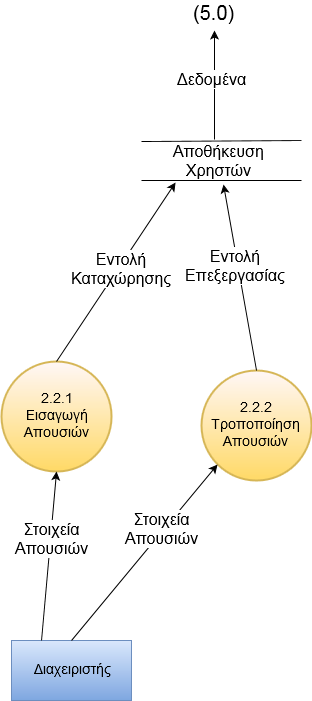 (5.0)
Δεδομένα
Αποθήκευση
Χρηστών
Εντολή
Καταχώρησης
Εντολή
Επεξεργασίας
2.2.1
Εισαγωγή
Απουσιών
2.2.2
Τροποποίηση
Απουσιών
Στοιχεία
Απουσιών
Στοιχεία
Απουσιών
Διαχειριστής